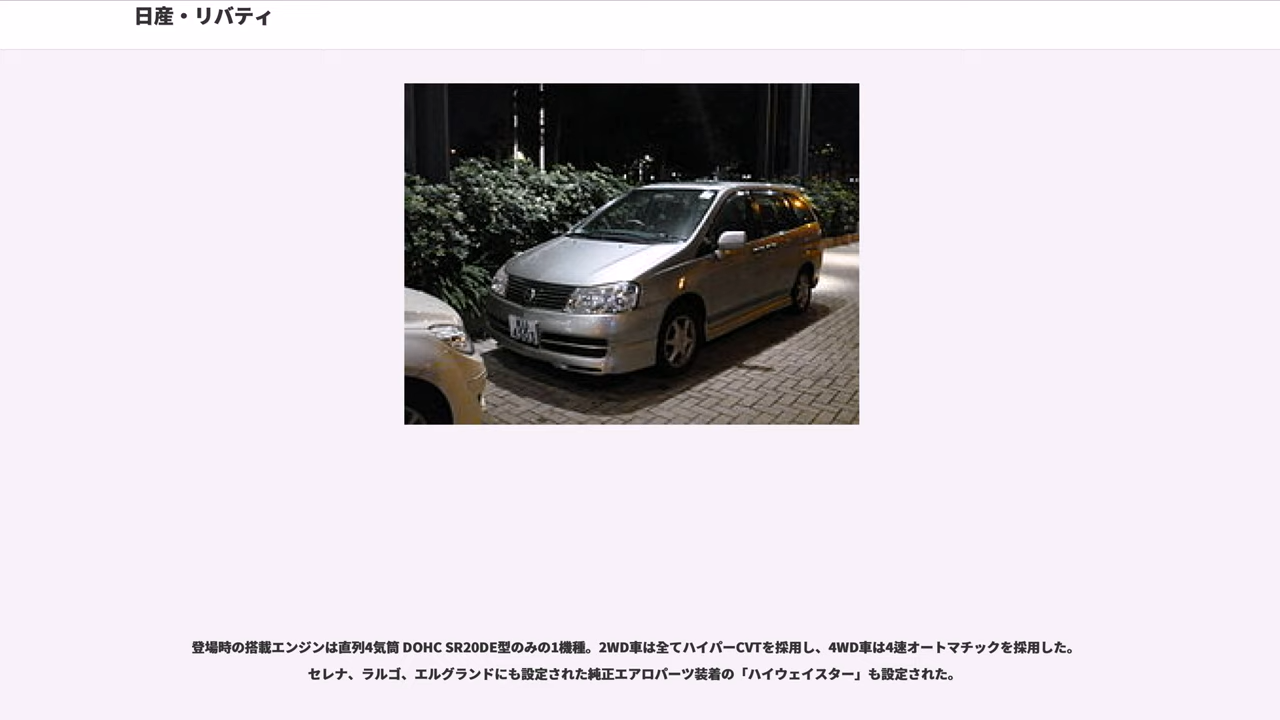 日産・リバティ
登場時の搭載エンジンは直列4気筒 DOHC SR20DE型のみの1機種。2WD車は全てハイパーCVTを採用し、4WD車は4速オートマチックを採用した。
セレナ、ラルゴ、エルグランドにも設定された純正エアロパーツ装着の「ハイウェイスター」も設定された。